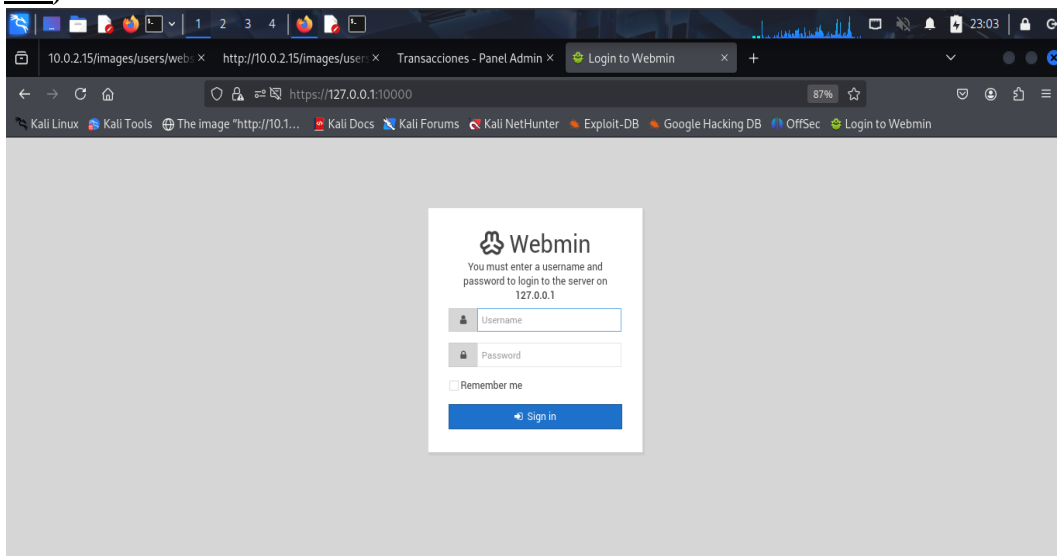 1 2 3 4 23:03
10.0.2.15/images/users/webs × http://10.0.2.15/images/users × Transacciones - Panel Admin × Login to Webmin × +
https://127.0.0.1:10000 87%
Kali Linux Kali Tools The image "http://10.1... Kali Docs Kali Forums Kali NetHunter Exploit-DB Google Hacking DB OffSec Login to Webmin
Webmin
You must enter a username and
password to login to the server on
127.0.0.1
Username
Password
Remember me
Sign in